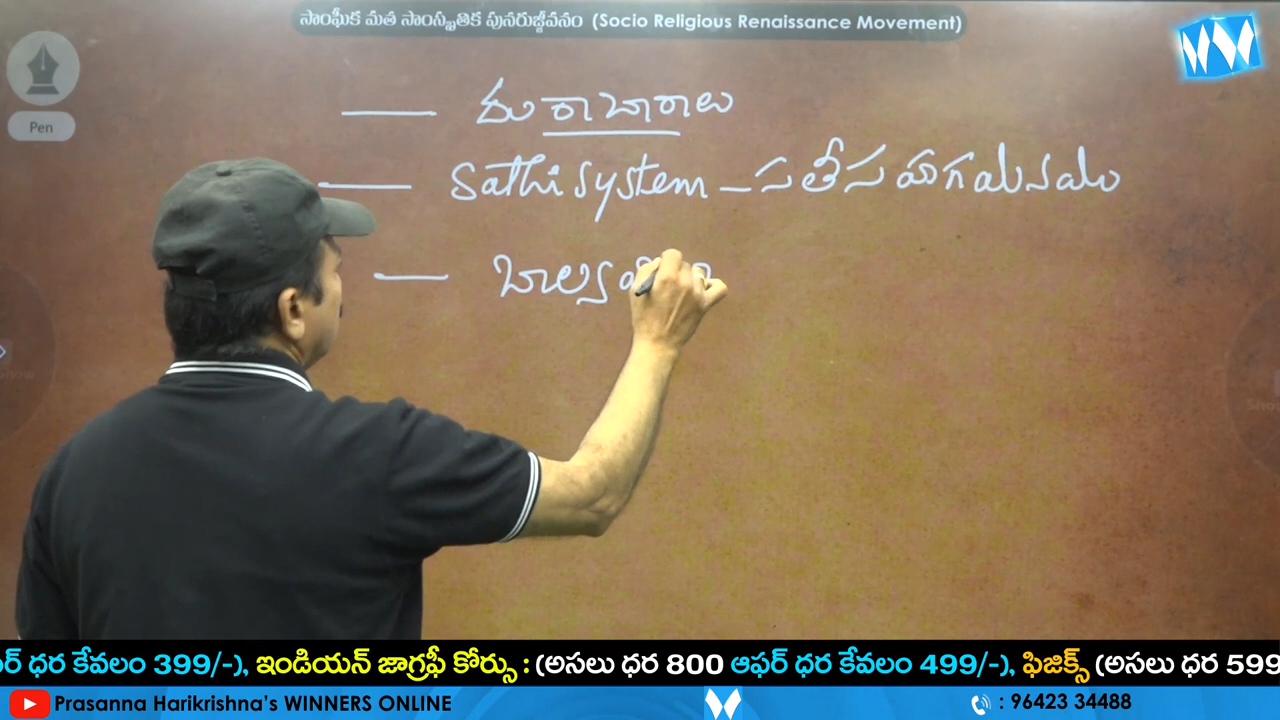 సాంఘీక మత సాంస్కృతిక పునరుజ్జీవనం (Socio Religious Renaissance Movement)
Pen
దురాచారాలు
Sathi system – సతీసహగమనము
బాల్య
ర్ ధర కేవలం 399/-), ఇండియన్ జాగ్రఫీ కోర్సు : (అసలు ధర 800 ఆఫర్ ధర కేవలం 499/-), ఫిజిక్స్ (అసలు ధర 599
Prasanna Harikrishna's WINNERS ONLINE
: 96423 34488